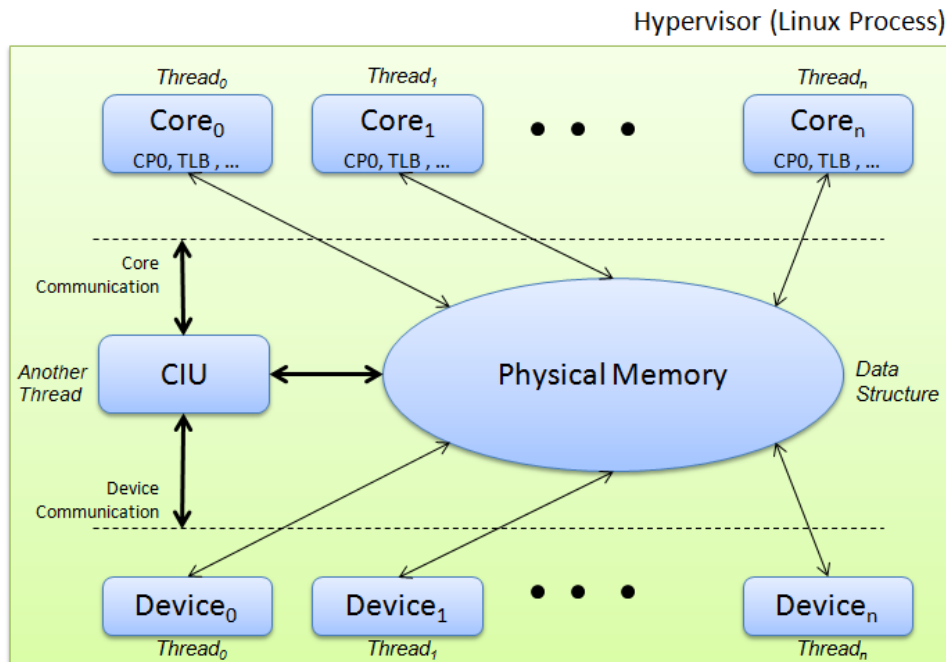 Hypervisor (Linux Process)
Thread₀
Thread₁
Threadₙ
Core₀
Core₁
Coreₙ
CP0, TLB , ...
CP0, TLB , ...
CP0, TLB , ...
Core
Communication
Another
Thread
CIU
Physical Memory
Data
Structure
Device
Communication
Device₀
Device₁
Deviceₙ
Thread₀
Thread₁
Threadₙ